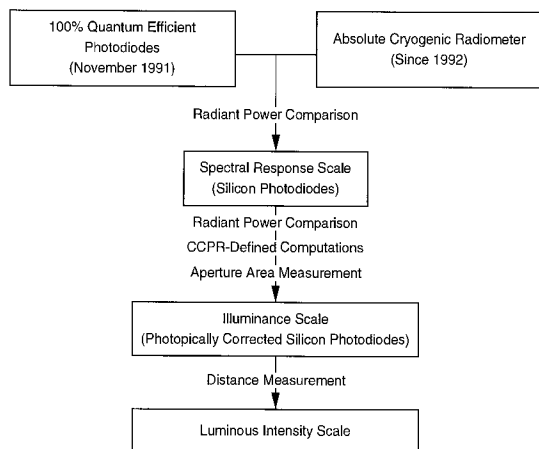 100% Quantum Efficient
Photodiodes
(November 1991)
Absolute Cryogenic Radiometer
(Since 1992)
Radiant Power Comparison
Spectral Response Scale
(Silicon Photodiodes)
Radiant Power Comparison
CCPR-Defined Computations
Aperture Area Measurement
Illuminance Scale
(Photopically Corrected Silicon Photodiodes)
Distance Measurement
Luminous Intensity Scale